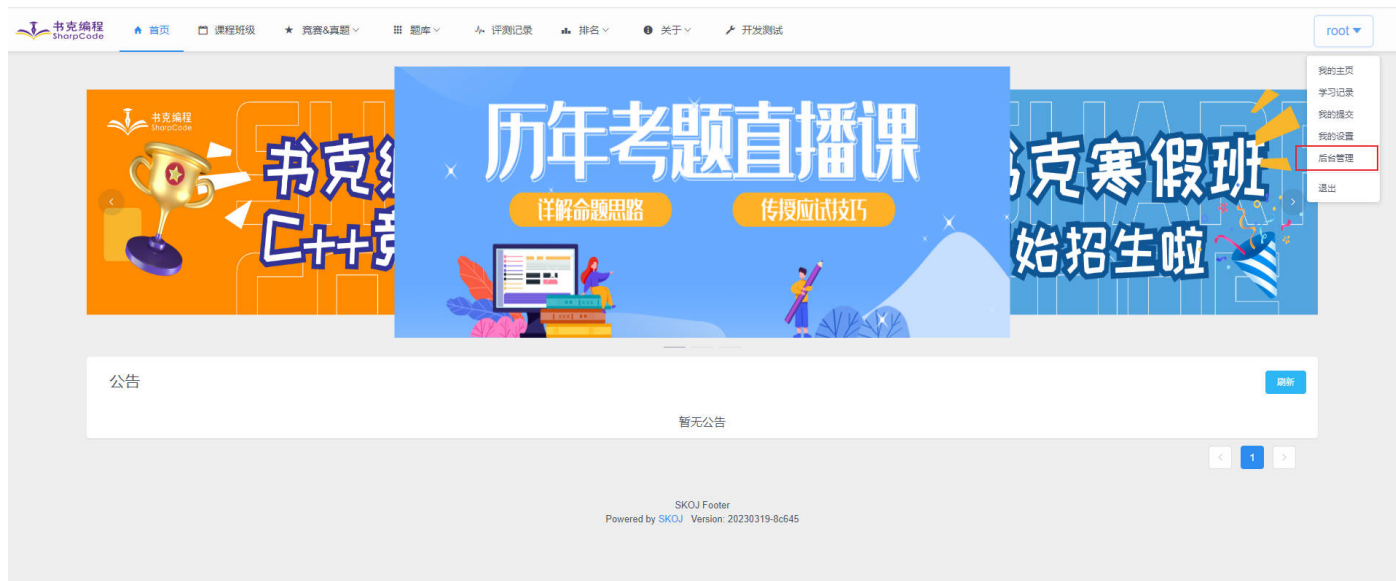 书克编程
SharpCode
首页
课程班级
竞赛&真题
题库
评测记录
排名
关于
开发测试
root
我的主页
学习记录
我的提交
我的设置
后台管理
退出
书克编程
SharpCode
书克
C++竞
历年考题直播课
详解命题思路
传授应试技巧
克寒假班
始招生啦
公告
刷新
暂无公告
1
SKOJ Footer
Powered by SKOJ Version: 20230319-8c645